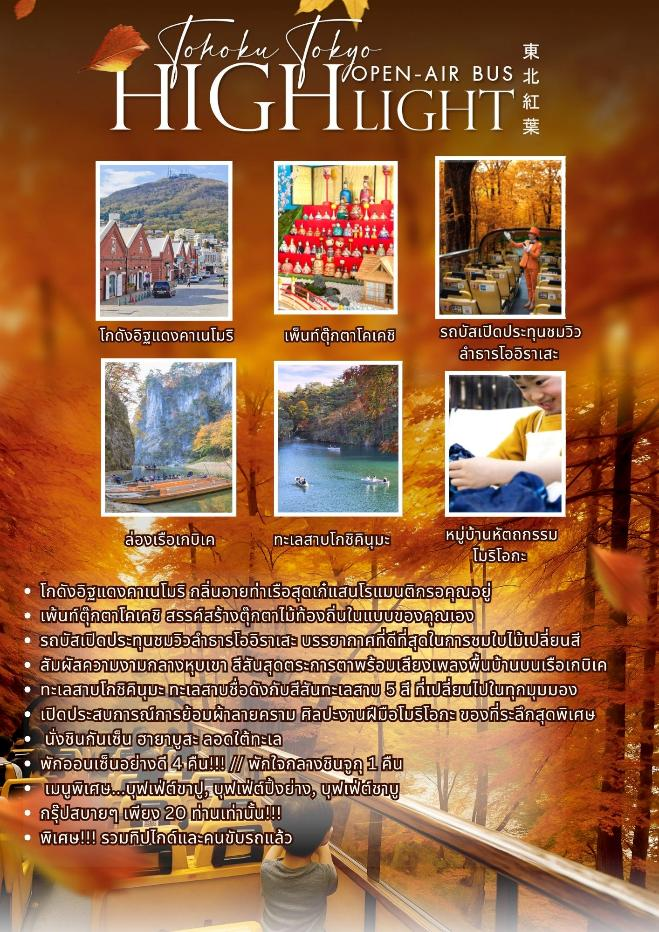 Tohoku Tokyo
HIGHLIGHT
OPEN-AIR BUS
東北紅葉
โกดังอิฐแดงคาเนโมริ
เพ็นท์ตุ๊กตาโคเคชิ
รถบัสเปิดประทุนชมวิว
ลำธารโออิราเสะ
ล่องเรือเกบิเค
ทะเลสาบโกชิคินุมะ
หมู่บ้านหัตถกรรม
โมริโอกะ
• โกดังอิฐแดงคาเนโมริ กลิ่นอายท่าเรือสุดเก๋แสนโรแมนติกรอคุณอยู่
• เพ้นท์ตุ๊กตาโคเคชิ สรรค์สร้างตุ๊กตาไม้ท้องถิ่นในแบบของคุณเอง
• รถบัสเปิดประทุนชมวิวลำธารโออิราเสะ บรรยากาศที่ดีที่สุดในการชมใบไม้เปลี่ยนสี
• สัมผัสความงามกลางหุบเขา สีสันสุดตระการตาพร้อมเสียงเพลงพื้นบ้านบนเรือเกบิเค
• ทะเลสาบโกชิคินุมะ ทะเลสาบชื่อดังกับสีสันทะเลสาบ 5 สี ที่เปลี่ยนไปในทุกมุมมอง
• เปิดประสบการณ์การย้อมผ้าลายคราม ศิลปะงานฝีมือโมริโอกะ ของที่ระลึกสุดพิเศษ
• นั่งชินกันเซ็น ฮายาบูสะ ลอดใต้ทะเล
• พักออนเซ็นอย่างดี 4 คืน!!! // พักใจกลางชินจูกุ 1 คืน
• เมนูพิเศษ...บุฟเฟ่ต์ขาปู, บุฟเฟ่ต์ปิ้งย่าง, บุฟเฟ่ต์ชาบู
• กรุ๊ปสบายๆ เพียง 20 ท่านเท่านั้น!!!
• พิเศษ!!! รวมทิปไกด์และคนขับรถแล้ว